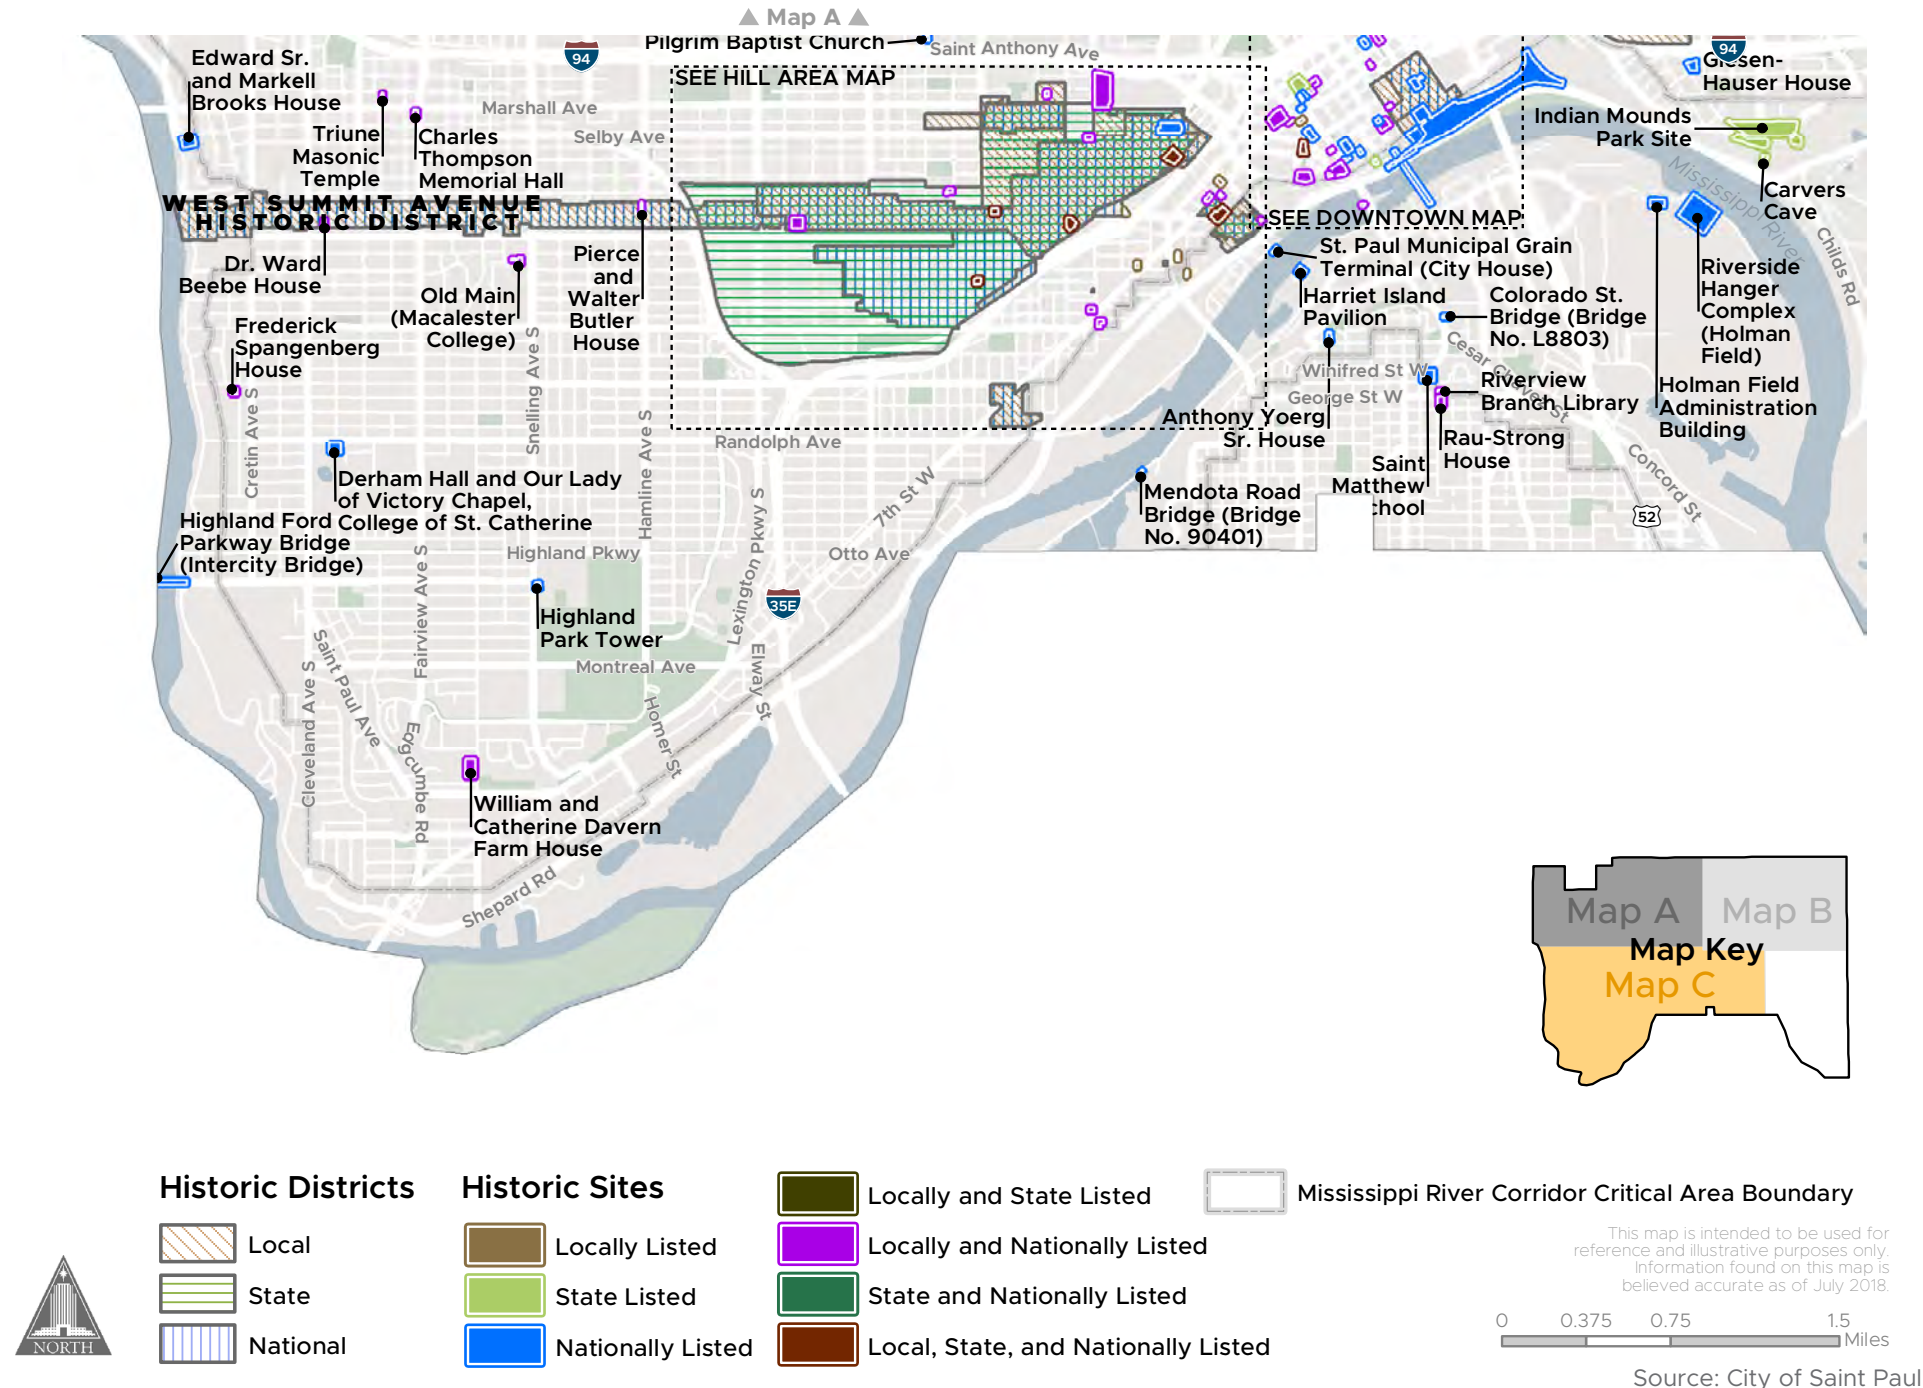 Map A
Pilgrim Baptist Church
Saint Anthony Ave
94
94
Edward Sr.
and Markell
Brooks House
SEE HILL AREA MAP
Giesen-
Hauser House
Marshall Ave
Selby Ave
Triune
Masonic
Temple
Charles
Thompson
Memorial Hall
Indian Mounds
Park Site
Mississippi River
Carvers
Cave
Childs Rd
WEST SUMMIT AVENUE
HISTORIC DISTRICT
SEE DOWNTOWN MAP
Dr. Ward
Beebe House
Old Main
(Macalester
College)
Pierce
and
Walter
Butler
House
St. Paul Municipal Grain
Terminal (City House)
Harriet Island
Pavilion
Colorado St.
Bridge (Bridge
No. L8803)
Riverside
Hanger
Complex
(Holman
Field)
Frederick
Spangenberg
House
Cretin Ave S
Snelling Ave S
Hamline Ave S
Winifred St W
George St W
Cesar Chavez St
Riverview
Branch Library
Holman Field
Administration
Building
Anthony Yoerg
Sr. House
Rau-Strong
House
Saint
Matthew
chool
Concord St
52
Randolph Ave
Derham Hall and Our Lady
of Victory Chapel,
College of St. Catherine
Highland Ford
Parkway Bridge
(Intercity Bridge)
7th St W
Mendota Road
Bridge (Bridge
No. 90401)
Highland Pkwy
Otto Ave
Lexington Pkwy S
35E
Fairview Ave S
Highland
Park Tower
Montreal Ave
Elway St
Saint Paul Ave
Cleveland Ave S
Edgcumbe Rd
Homer St
William and
Catherine Davern
Farm House
Shepard Rd
Map A
Map B
Map Key
Map C
Historic Districts
Local
State
National
Historic Sites
Locally Listed
State Listed
Nationally Listed
Locally and State Listed
Locally and Nationally Listed
State and Nationally Listed
Local, State, and Nationally Listed
Mississippi River Corridor Critical Area Boundary
This map is intended to be used for
reference and illustrative purposes only.
Information found on this map is
believed accurate as of July 2018.
0 0.375 0.75 1.5
Miles
Source: City of Saint Paul
NORTH